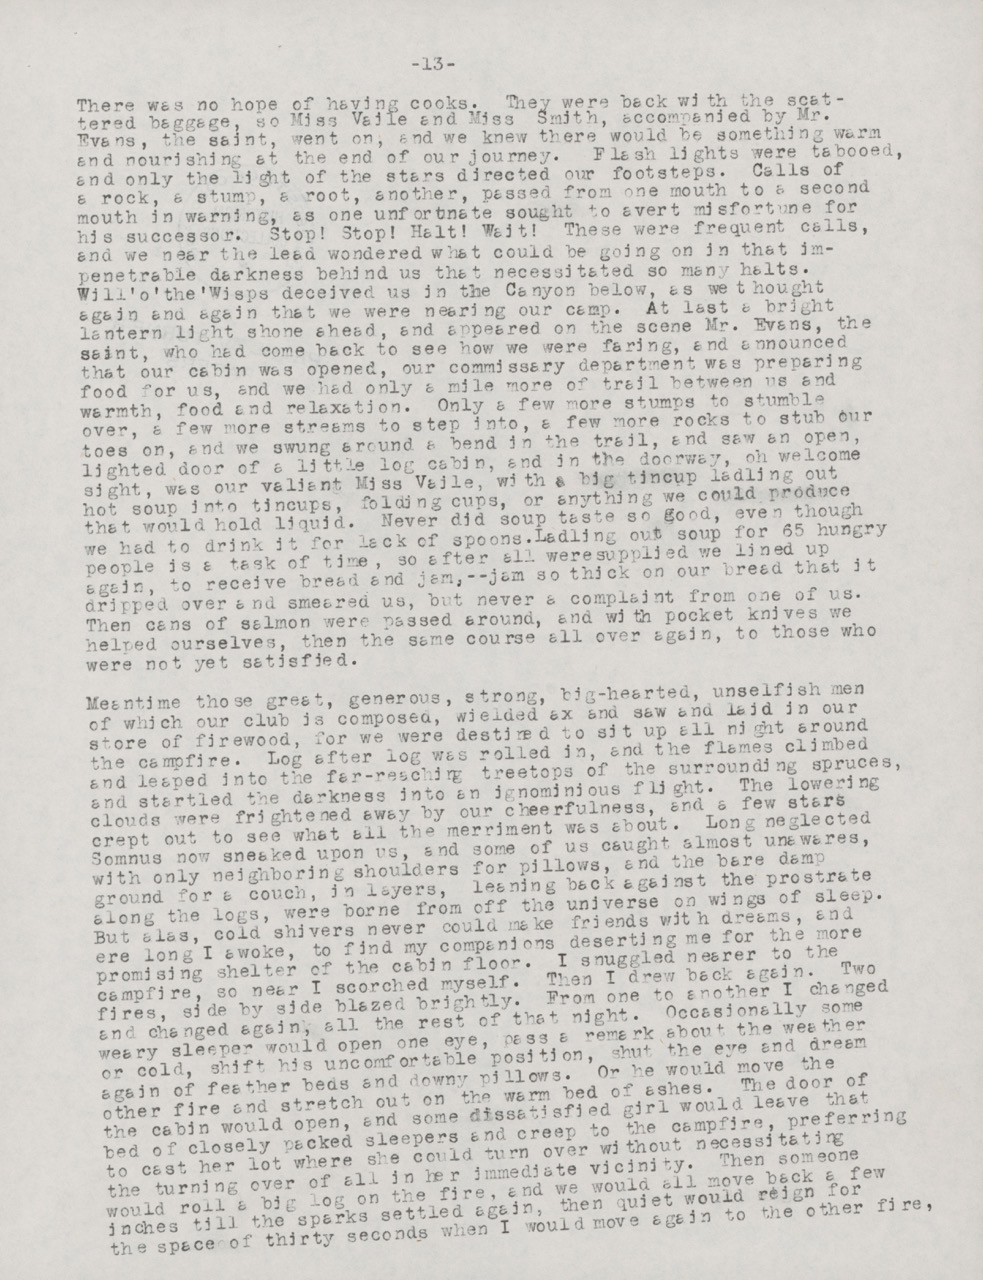 -13-
There was no hope of having cooks. They were back with the scat-
tered baggage, so Miss Vaile and Miss Smith, accompanied by Mr.
Evans, the saint, went on, and we knew there would be something warm
and nourishing at the end of our journey. Flash lights were tabooed,
and only the light of the stars directed our footsteps. Calls of
a rock, a stump, a root, another, passed from one mouth to a second
mouth in warning, as one unfortnate sought to avert misfortune for
his successor. Stop! Stop! Halt! Wait! These were frequent calls,
and we near the lead wondered what could be going on in that im-
penetrable darkness behind us that necessitated so many halts.
Will'o'the'Wisps deceived us in the Canyon below, as we thought
again and again that we were nearing our camp. At last a bright
lantern light shone ahead, and appeared on the scene Mr. Evans, the
saint, who had come back to see how we were faring, and announced
that our cabin was opened, our commissary department was preparing
food for us, and we had only a mile more of trail between us and
warmth, food and relaxation. Only a few more stumps to stumble
over, a few more streams to step into, a few more rocks to stub our
toes on, and we swung around a bend in the trail, and saw an open,
lighted door of a little log cabin, and in the doorway, oh welcome
sight, was our valiant Miss Vaile, with a big tincup ladling out
hot soup into tincups, folding cups, or anything we could produce
that would hold liquid. Never did soup taste so good, even though
we had to drink it for lack of spoons.Ladling out soup for 65 hungry
people is a task of time, so after all weresupplied we lined up
again, to receive bread and jam,--jam so thick on our bread that it
dripped over and smeared us, but never a complaint from one of us.
Then cans of salmon were passed around, and with pocket knives we
helped ourselves, then the same course all over again, to those who
were not yet satisfied.
Meantime those great, generous, strong, big-hearted, unselfish men
of which our club is composed, wielded ax and saw and laid in our
store of firewood, for we were destined to sit up all night around
the campfire. Log after log was rolled in, and the flames climbed
and leaped into the far-reaching treetops of the surrounding spruces,
and startled the darkness into an ignominious flight. The lowering
clouds were frightened away by our cheerfulness, and a few stars
crept out to see what all the merriment was about. Long neglected
Somnus now sneaked upon us, and some of us caught almost unawares,
with only neighboring shoulders for pillows, and the bare damp
ground for a couch, in layers, leaning back against the prostrate
along the logs, were borne from off the universe on wings of sleep.
But alas, cold shivers never could make friends with dreams, and
ere long I awoke, to find my companions deserting me for the more
promising shelter of the cabin floor. I snuggled nearer to the
campfire, so near I scorched myself. Then I drew back again. Two
fires, side by side blazed brightly. From one to another I changed
and changed again, all the rest of that night. Occasionally some
weary sleeper would open one eye, pass a remark about the weather
or cold, shift his uncomfortable position, shut the eye and dream
again of feather beds and downy pillows. Or he would move the
other fire and stretch out on the warm bed of ashes. The door of
the cabin would open, and some dissatisfied girl would leave that
bed of closely packed sleepers and creep to the campfire, preferring
to cast her lot where she could turn over without necessitating
the turning over of all in her immediate vicinity. Then someone
would roll a big log on the fire, and we would all move back a few
inches till the sparks settled again, then quiet would reign for
the space of thirty seconds when I would move again to the other fire,